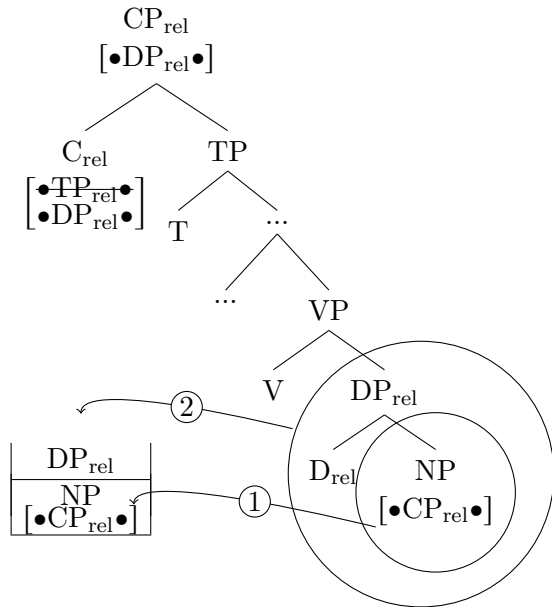 CP_rel
[•DP_rel•]
C_rel TP
[•TP_rel•
•DP_rel•]
T ...
... VP
V DP_rel
②
DP_rel D_rel NP
NP [•CP_rel•]
[•CP_rel•] ①